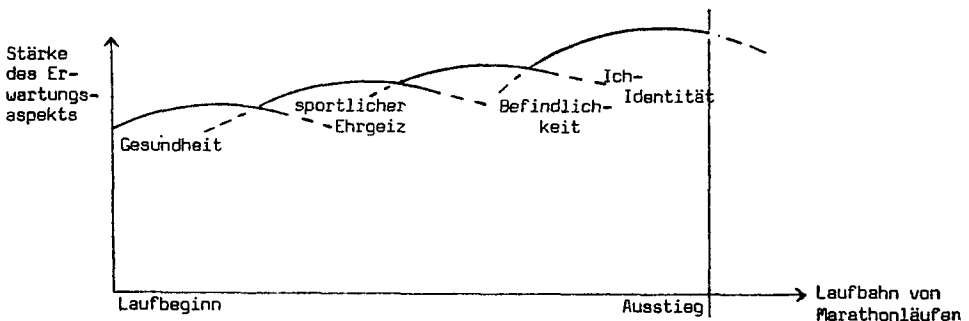 Stärke
des Er-
wartungs-
aspekts
Gesundheit
sportlicher
Ehrgeiz
Befindlich-
keit
Ich-
Identität
Laufbeginn
Ausstieg
Laufbahn von
Marathonläufen